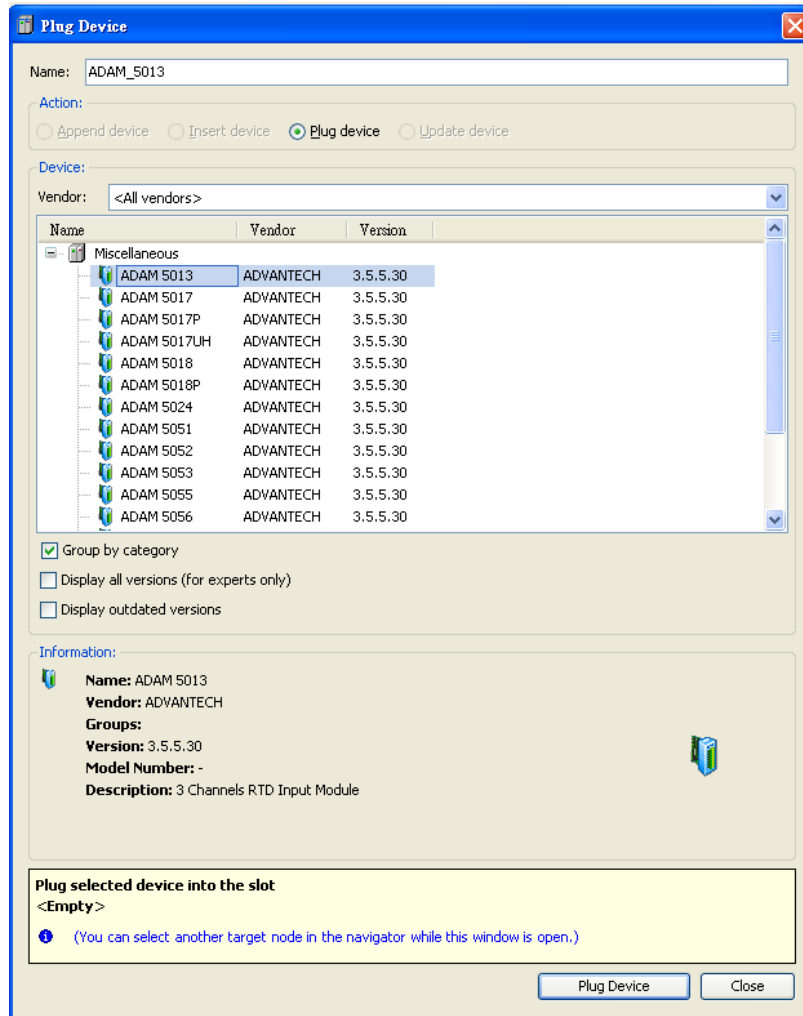 Plug Device
Name: ADAM_5013
Action:
Append device Insert device Plug device Update device
Device:
Vendor: <All vendors>
Name Vendor Version
Miscellaneous
ADAM 5013 ADVANTECH 3.5.5.30
ADAM 5017 ADVANTECH 3.5.5.30
ADAM 5017P ADVANTECH 3.5.5.30
ADAM 5017UH ADVANTECH 3.5.5.30
ADAM 5018 ADVANTECH 3.5.5.30
ADAM 5018P ADVANTECH 3.5.5.30
ADAM 5024 ADVANTECH 3.5.5.30
ADAM 5051 ADVANTECH 3.5.5.30
ADAM 5052 ADVANTECH 3.5.5.30
ADAM 5053 ADVANTECH 3.5.5.30
ADAM 5055 ADVANTECH 3.5.5.30
ADAM 5056 ADVANTECH 3.5.5.30
Group by category
Display all versions (for experts only)
Display outdated versions
Information:
Name: ADAM 5013
Vendor: ADVANTECH
Groups:
Version: 3.5.5.30
Model Number: -
Description: 3 Channels RTD Input Module
Plug selected device into the slot
<Empty>
(You can select another target node in the navigator while this window is open.)
Plug Device Close